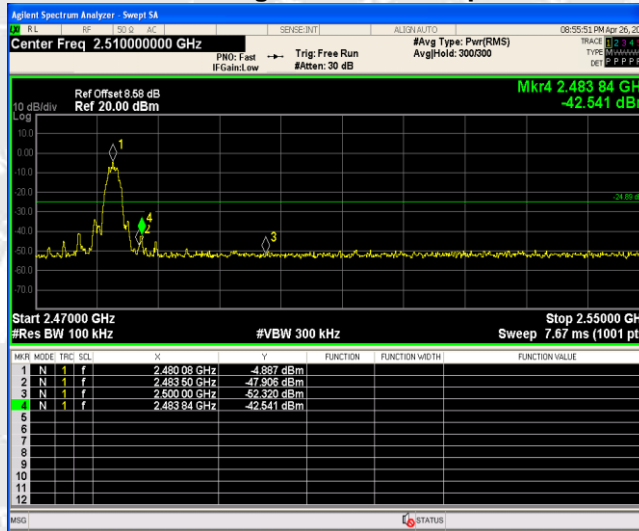 Agilent Spectrum Analyzer - Swept SA
RL RF 50 Ω AC SENSE:INT ALIGN AUTO 08:55:51 PM Apr 26, 20
Center Freq 2.510000000 GHz #Avg Type: Pwr(RMS) TRACE 1 2 3 4 5
PNO: Fast Trig: Free Run Avg|Hold: 300/300 TYPE M
IFGain:Low #Atten: 30 dB DET P P P P P
Mkr4 2.483 84 GH
Ref Offset 8.58 dB
-42.541 dB
10 dB/div Ref 20.00 dBm
Log
10.0
0.00
-10.0
-20.0
-30.0
-40.0
-50.0
-60.0
-70.0
1
-24.89 d
4
2
3
Start 2.47000 GHz Stop 2.55000 GH
#Res BW 100 kHz #VBW 300 kHz Sweep 7.67 ms (1001 pt
MKR MODE TRC SCL X Y FUNCTION FUNCTION WIDTH FUNCTION VALUE
1 N 1 f 2.480 08 GHz -4.887 dBm
2 N 1 f 2.483 50 GHz -47.906 dBm
3 N 1 f 2.500 00 GHz -52.320 dBm
4 N 1 f 2.483 84 GHz -42.541 dBm
5
6
7
8
9
10
11
12
MSG STATUS